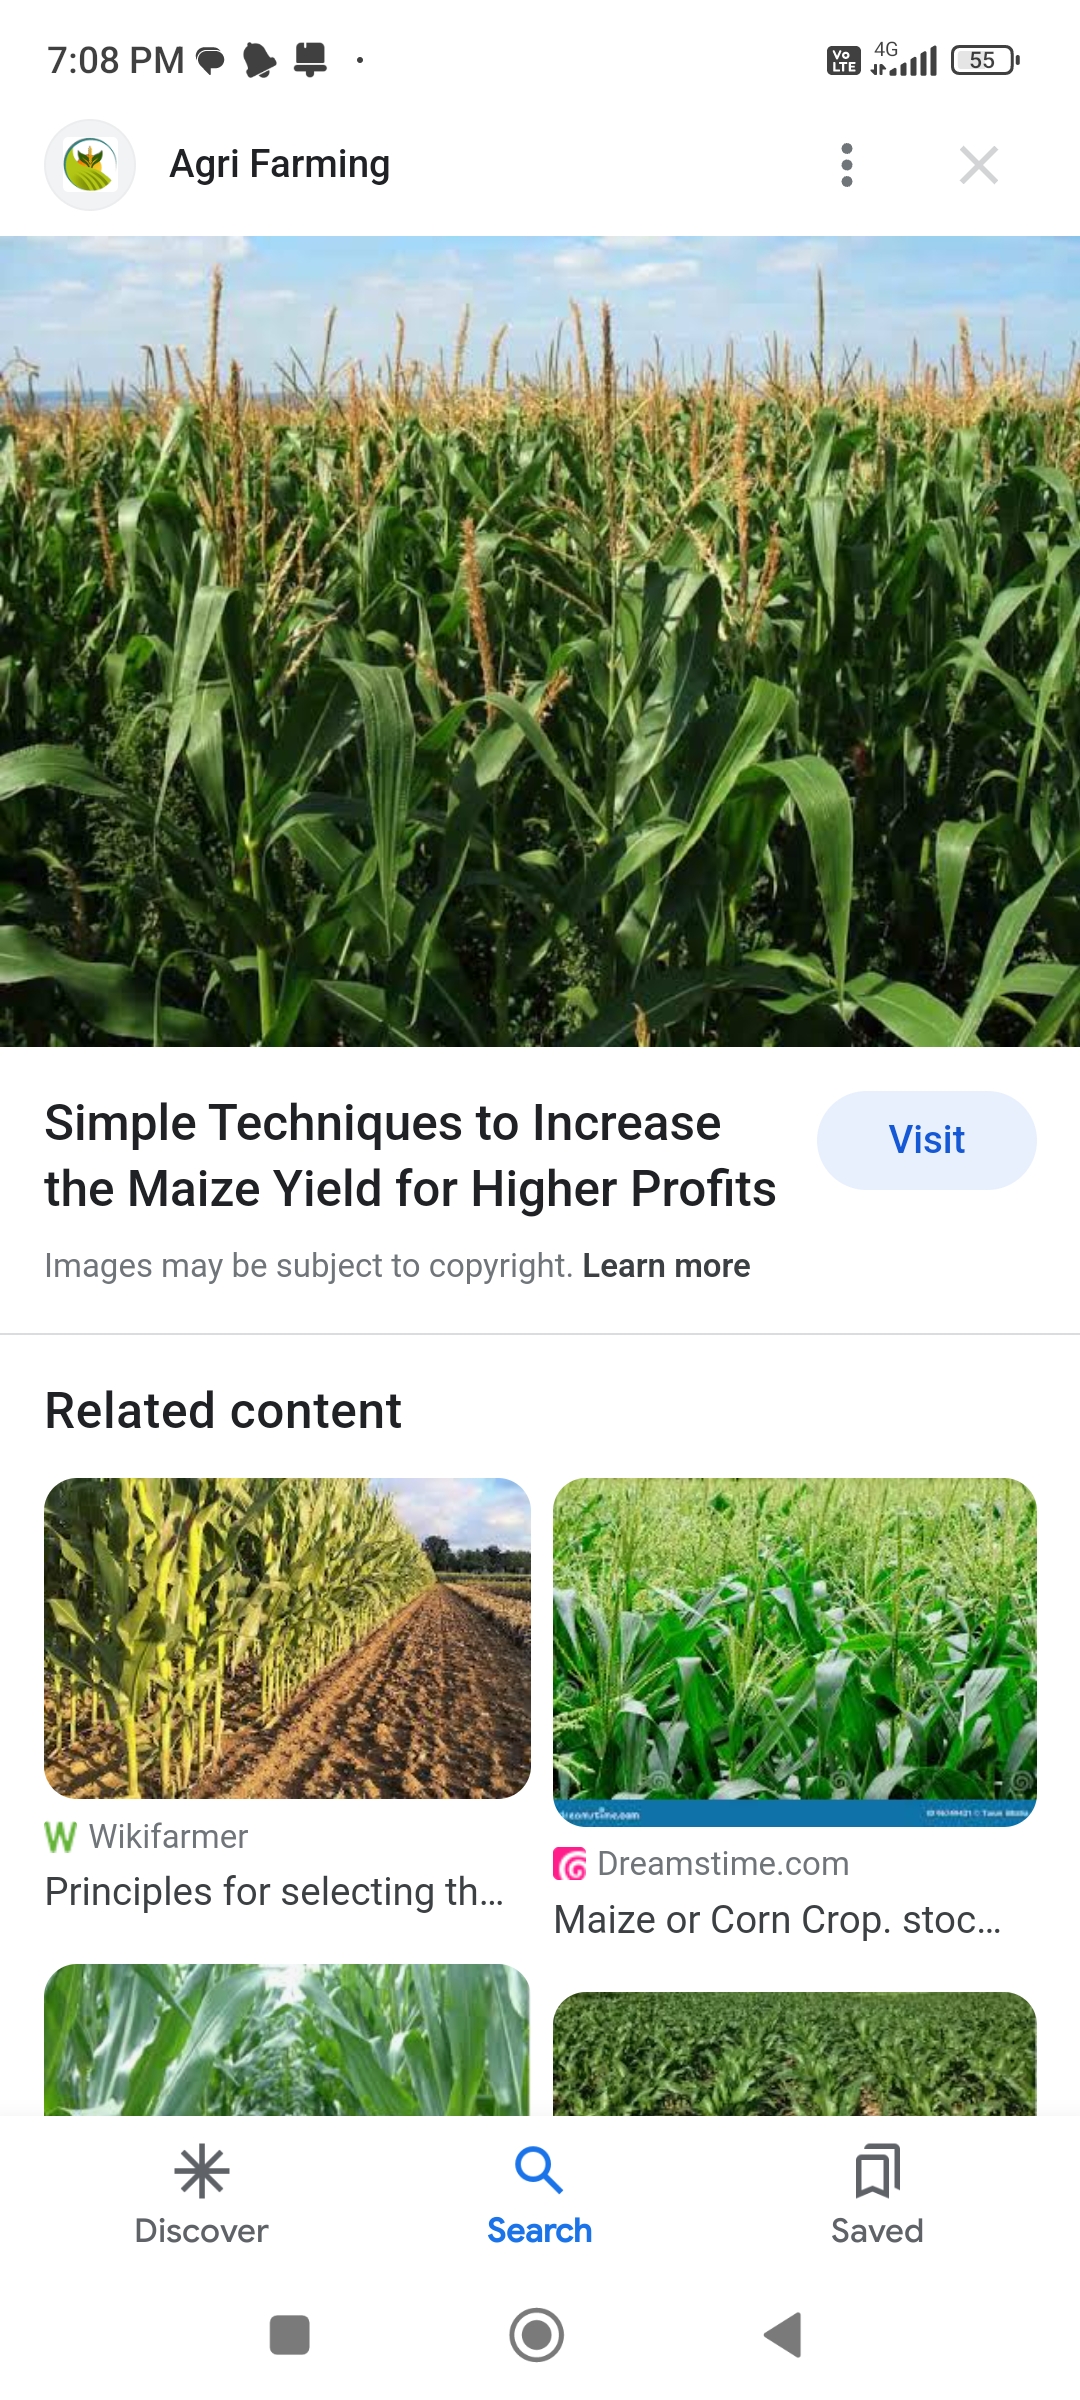 7:08 PM
Vo
LTE
4G
55
Agri Farming
Simple Techniques to Increase
the Maize Yield for Higher Profits
Visit
Images may be subject to copyright. Learn more
Related content
dreamstime.com
Wikifarmer
Principles for selecting th...
Dreamstime.com
Maize or Corn Crop. stoc...
Discover
Search
Saved